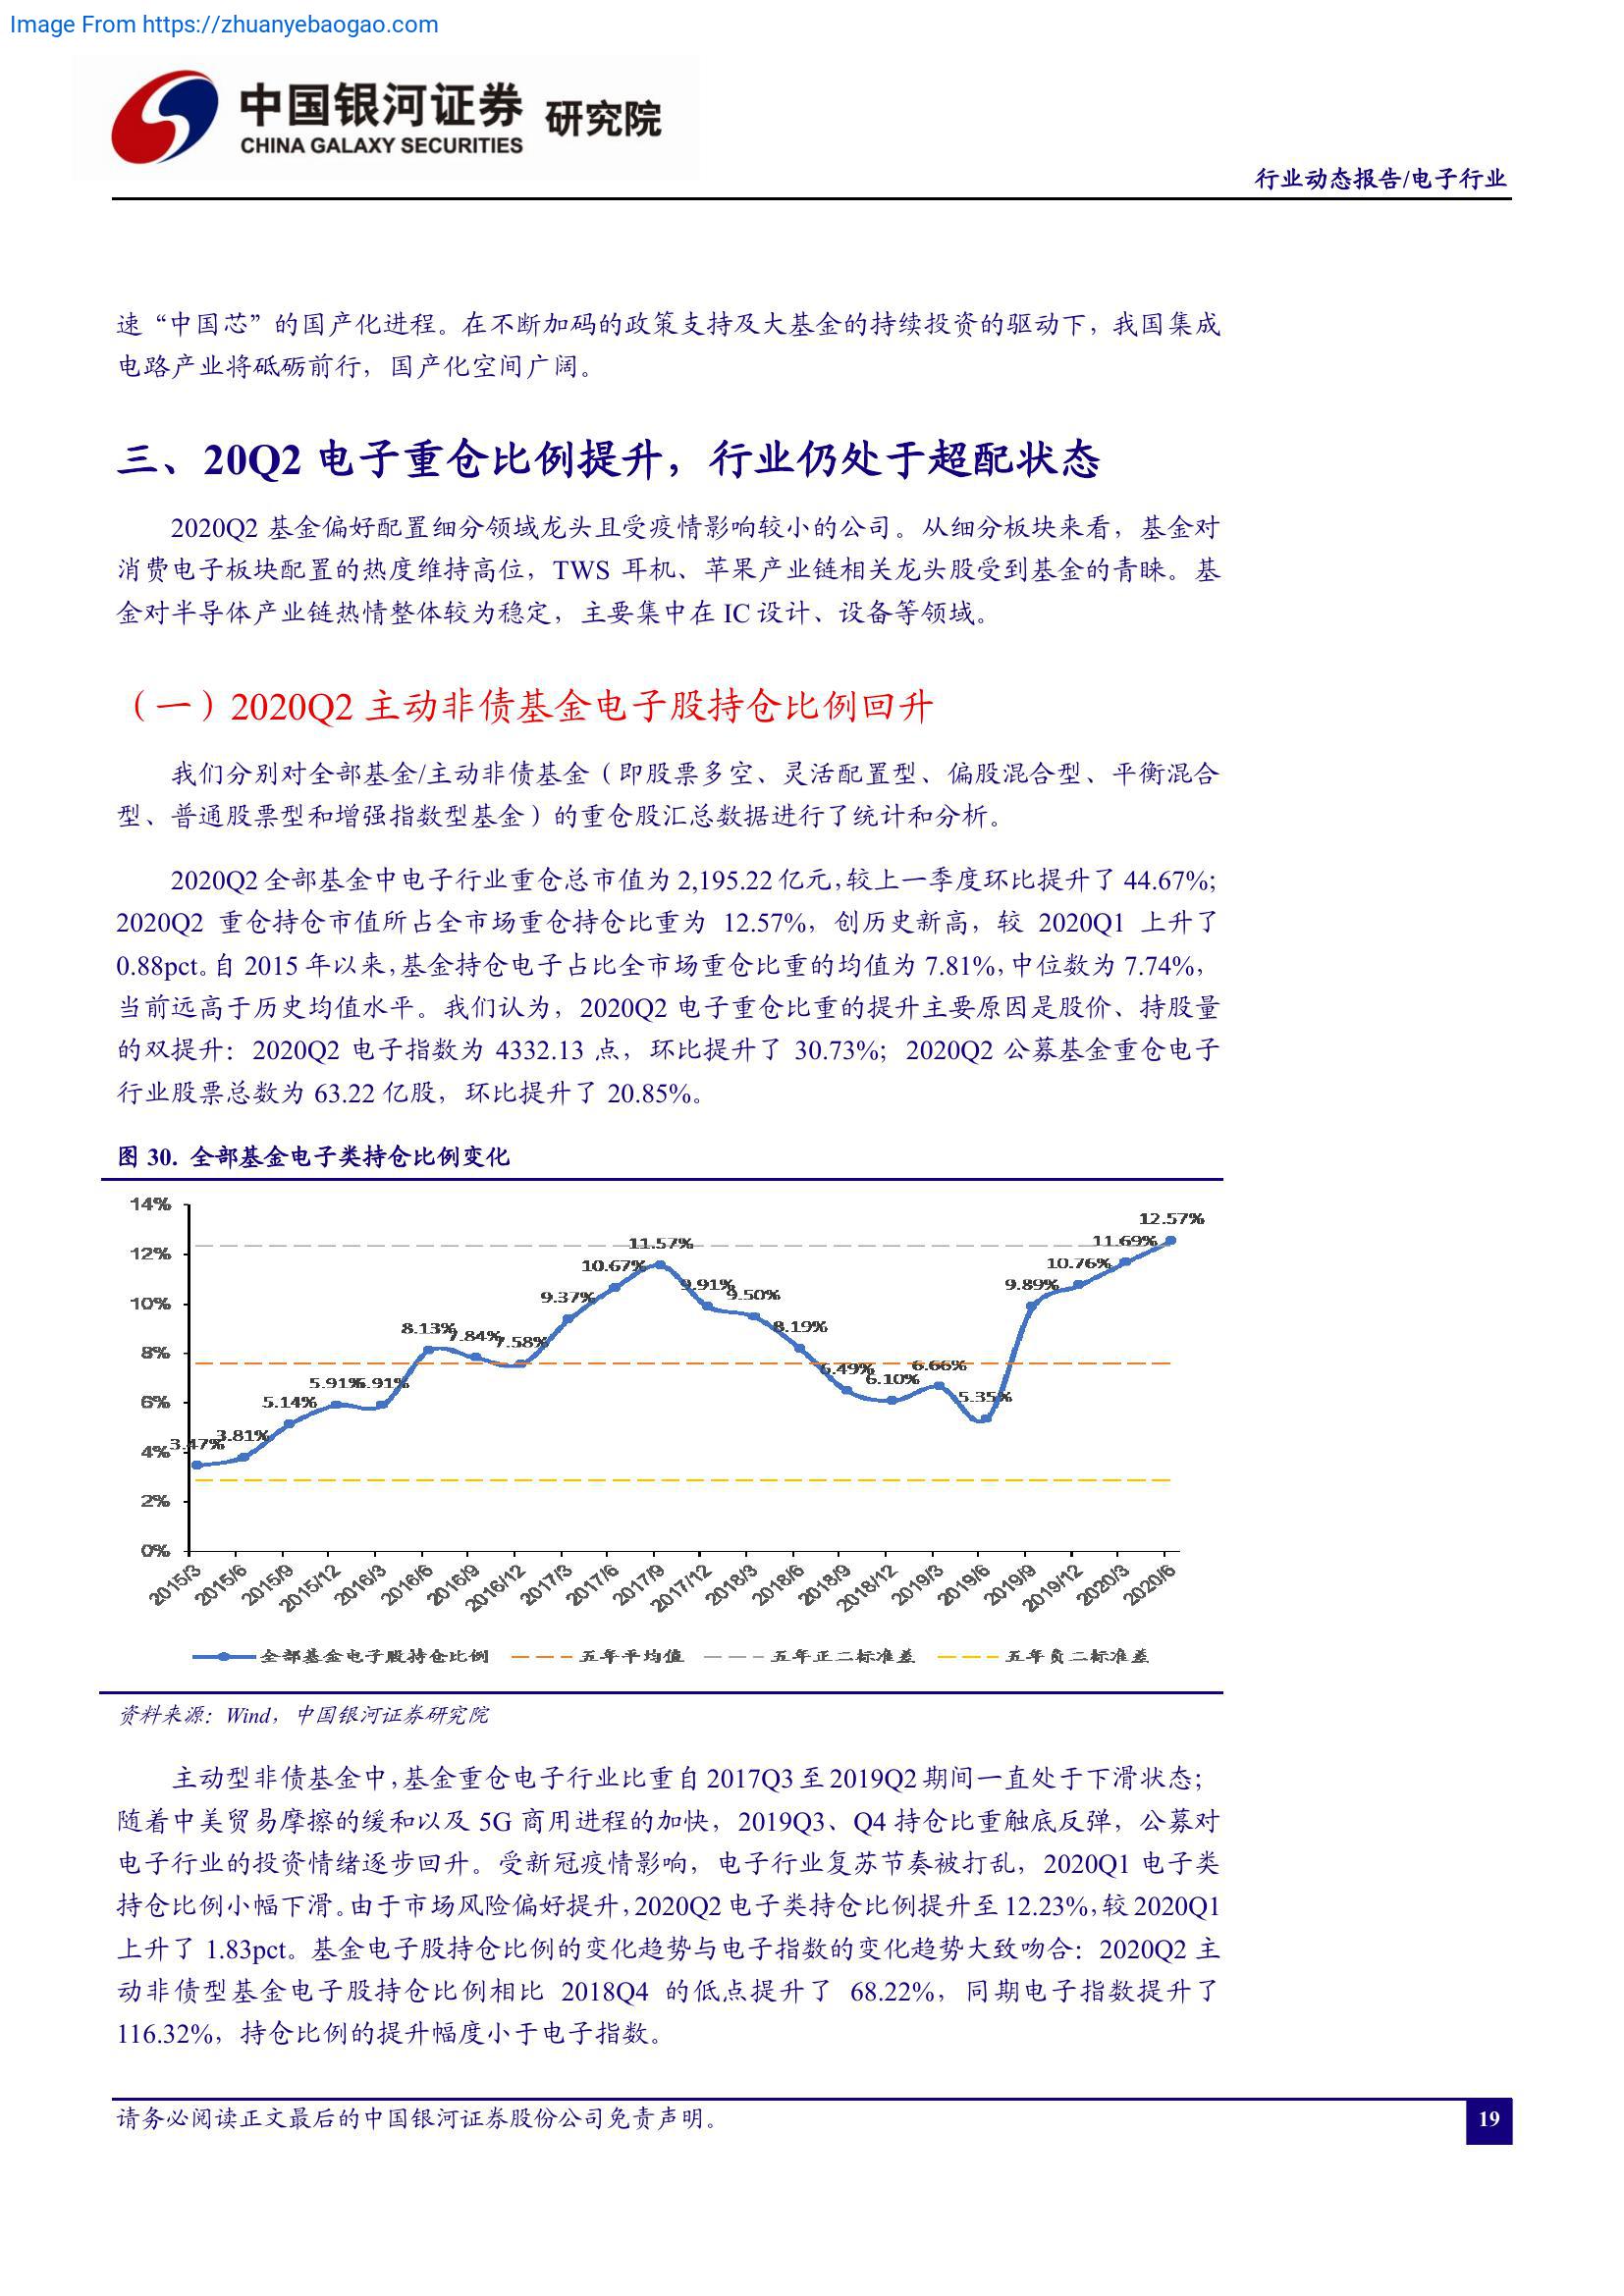 Image From https://zhuanyebaogao.com
中国银河证券 研究院
CHINA GALAXY SECURITIES
行业动态报告/电子行业
速“中国芯”的国产化进程。在不断加码的政策支持及大基金的持续投资的驱动下，我国集成
电路产业将砥砺前行，国产化空间广阔。
三、20Q2 电子重仓比例提升，行业仍处于超配状态
2020Q2 基金偏好配置细分领域龙头且受疫情影响较小的公司。从细分板块来看，基金对
消费电子板块配置的热度维持高位，TWS 耳机、苹果产业链相关龙头股受到基金的青睐。基
金对半导体产业链热情整体较为稳定，主要集中在 IC 设计、设备等领域。
（一）2020Q2 主动非债基金电子股持仓比例回升
我们分别对全部基金/主动非债基金（即股票多空、灵活配置型、偏股混合型、平衡混合
型、普通股票型和增强指数型基金）的重仓股汇总数据进行了统计和分析。
2020Q2 全部基金中电子行业重仓总市值为 2,195.22 亿元，较上一季度环比提升了 44.67%；
2020Q2 重仓持仓市值所占全市场重仓持仓比重为 12.57%，创历史新高，较 2020Q1 上升了
0.88pct。自 2015 年以来，基金持仓电子占比全市场重仓比重的均值为 7.81%，中位数为 7.74%，
当前远高于历史均值水平。我们认为，2020Q2 电子重仓比重的提升主要原因是股价、持股量
的双提升：2020Q2 电子指数为 4332.13 点，环比提升了 30.73%；2020Q2 公募基金重仓电子
行业股票总数为 63.22 亿股，环比提升了 20.85%。
图 30. 全部基金电子类持仓比例变化
14%
12%
10%
8%
6%
4%
2%
0%
3.47%
3.81%
5.14%
5.91%
5.91%
8.13%
7.84%
7.58%
9.37%
10.67%
11.57%
9.91%
9.50%
8.19%
6.49%
6.10%
6.66%
5.35%
9.89%
10.76%
11.69%
12.57%
2015/3
2015/6
2015/9
2015/12
2016/3
2016/6
2016/9
2016/12
2017/3
2017/6
2017/9
2017/12
2018/3
2018/6
2018/9
2018/12
2019/3
2019/6
2019/9
2019/12
2020/3
2020/6
全部基金电子股持仓比例 五年平均值 五年正二标准差 五年负二标准差
资料来源：Wind，中国银河证券研究院
主动型非债基金中，基金重仓电子行业比重自 2017Q3 至 2019Q2 期间一直处于下滑状态；
随着中美贸易摩擦的缓和以及 5G 商用进程的加快，2019Q3、Q4 持仓比重触底反弹，公募对
电子行业的投资情绪逐步回升。受新冠疫情影响，电子行业复苏节奏被打乱，2020Q1 电子类
持仓比例小幅下滑。由于市场风险偏好提升，2020Q2 电子类持仓比例提升至 12.23%，较 2020Q1
上升了 1.83pct。基金电子股持仓比例的变化趋势与电子指数的变化趋势大致吻合：2020Q2 主
动非债型基金电子股持仓比例相比 2018Q4 的低点提升了 68.22%，同期电子指数提升了
116.32%，持仓比例的提升幅度小于电子指数。
请务必阅读正文最后的中国银河证券股份公司免责声明。
19